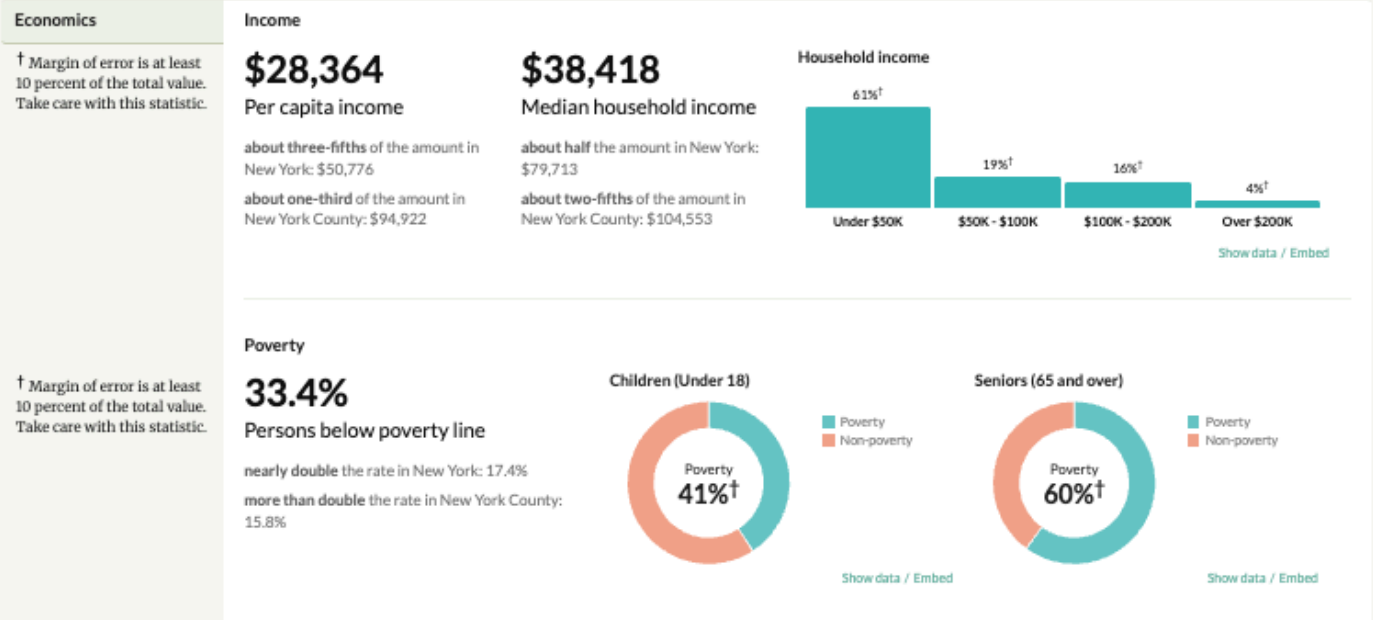 Economics
† Margin of error is at least
10 percent of the total value.
Take care with this statistic.
Income
$28,364
Per capita income
about three-fifths of the amount in
New York: $50,776
about one-third of the amount in
New York County: $94,922
$38,418
Median household income
about half the amount in New York:
$79,713
about two-fifths of the amount in
New York County: $104,553
Household income
61%†
19%†
16%†
4%†
Under $50K
$50K - $100K
$100K - $200K
Over $200K
Show data / Embed
† Margin of error is at least
10 percent of the total value.
Take care with this statistic.
Poverty
33.4%
Persons below poverty line
nearly double the rate in New York: 17.4%
more than double the rate in New York County:
15.8%
Children (Under 18)
Poverty
41%†
Poverty
Non-poverty
Show data / Embed
Seniors (65 and over)
Poverty
60%†
Poverty
Non-poverty
Show data / Embed